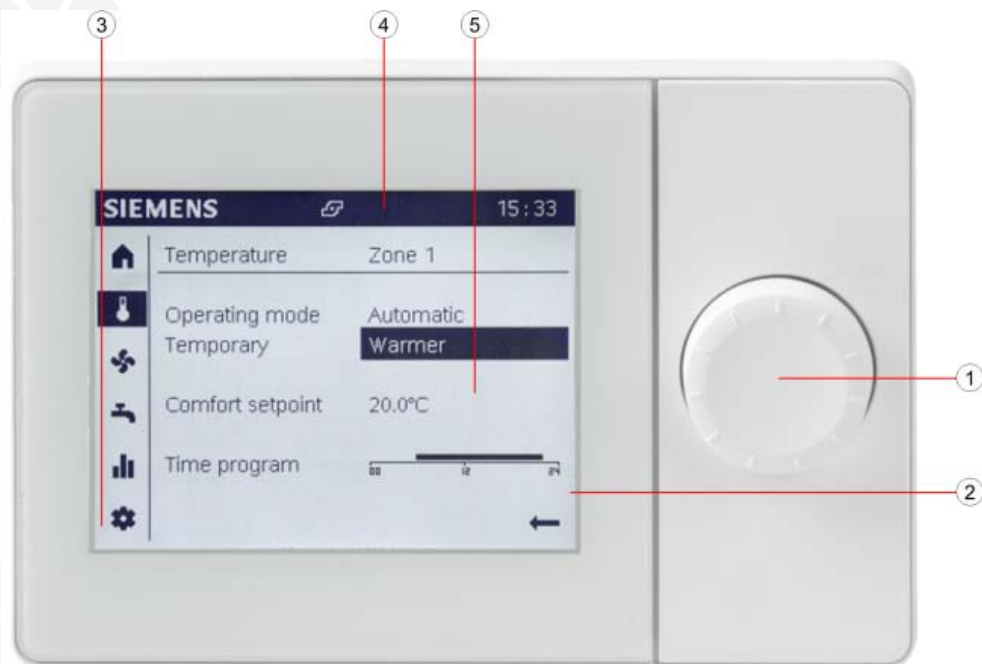 3 4 5
SIEMENS 15:33
Temperature Zone 1
Operating mode Automatic
Temporary Warmer
1
Comfort setpoint 20.0°C
Time program
00 12 24
2